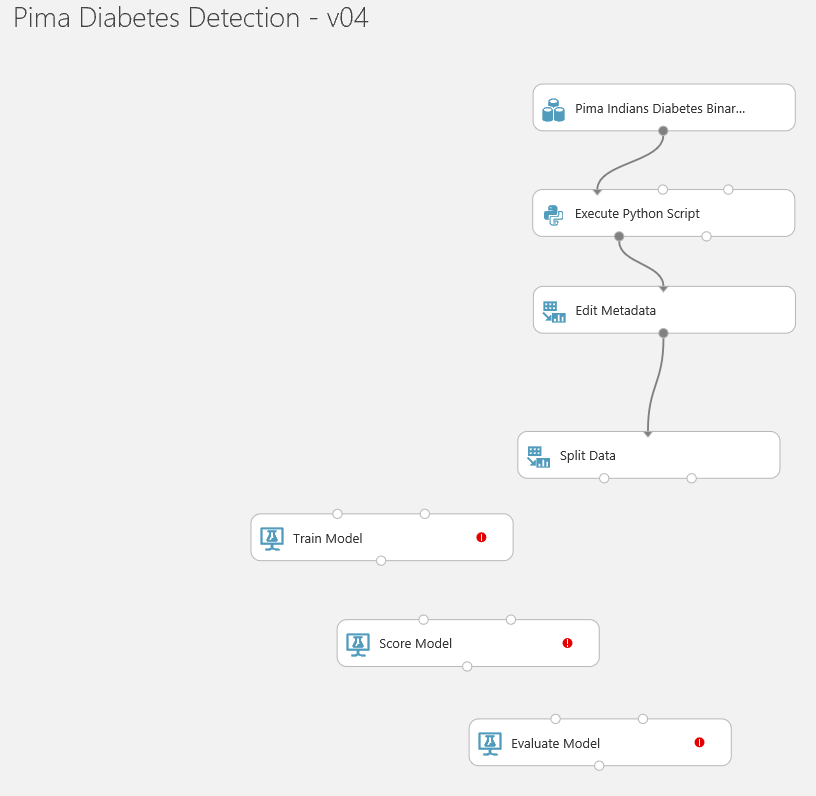 Pima Diabetes Detection - v04
Pima Indians Diabetes Binar...
Execute Python Script
Edit Metadata
Split Data
Train Model
Score Model
Evaluate Model